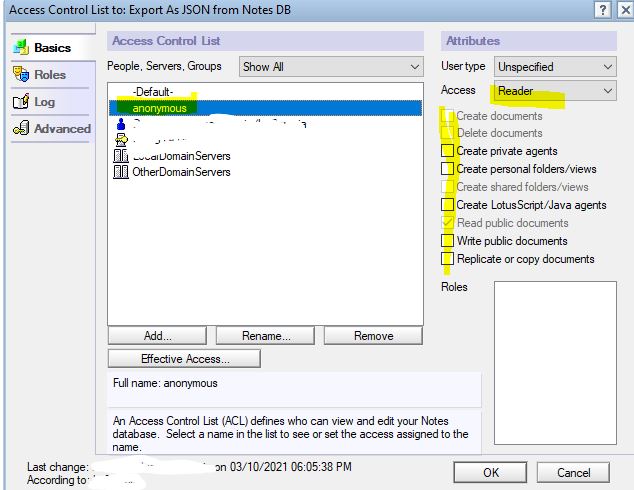 Access Control List to: Export As JSON from Notes DB
Basics
Roles
Log
Advanced
Access Control List
People, Servers, Groups
Show All
-Default-
anonymous
LocalDomainServers
OtherDomainServers
Add...
Rename...
Remove
Effective Access...
Full name: anonymous
An Access Control List (ACL) defines who can view and edit your Notes
database. Select a name in the list to see or set the access assigned to the
name.
Attributes
User type
Unspecified
Access
Reader
Create documents
Delete documents
Create private agents
Create personal folders/views
Create shared folders/views
Create LotusScript/Java agents
Read public documents
Write public documents
Replicate or copy documents
Roles
Last change:
on 03/10/2021 06:05:38 PM
According to:
OK
Cancel